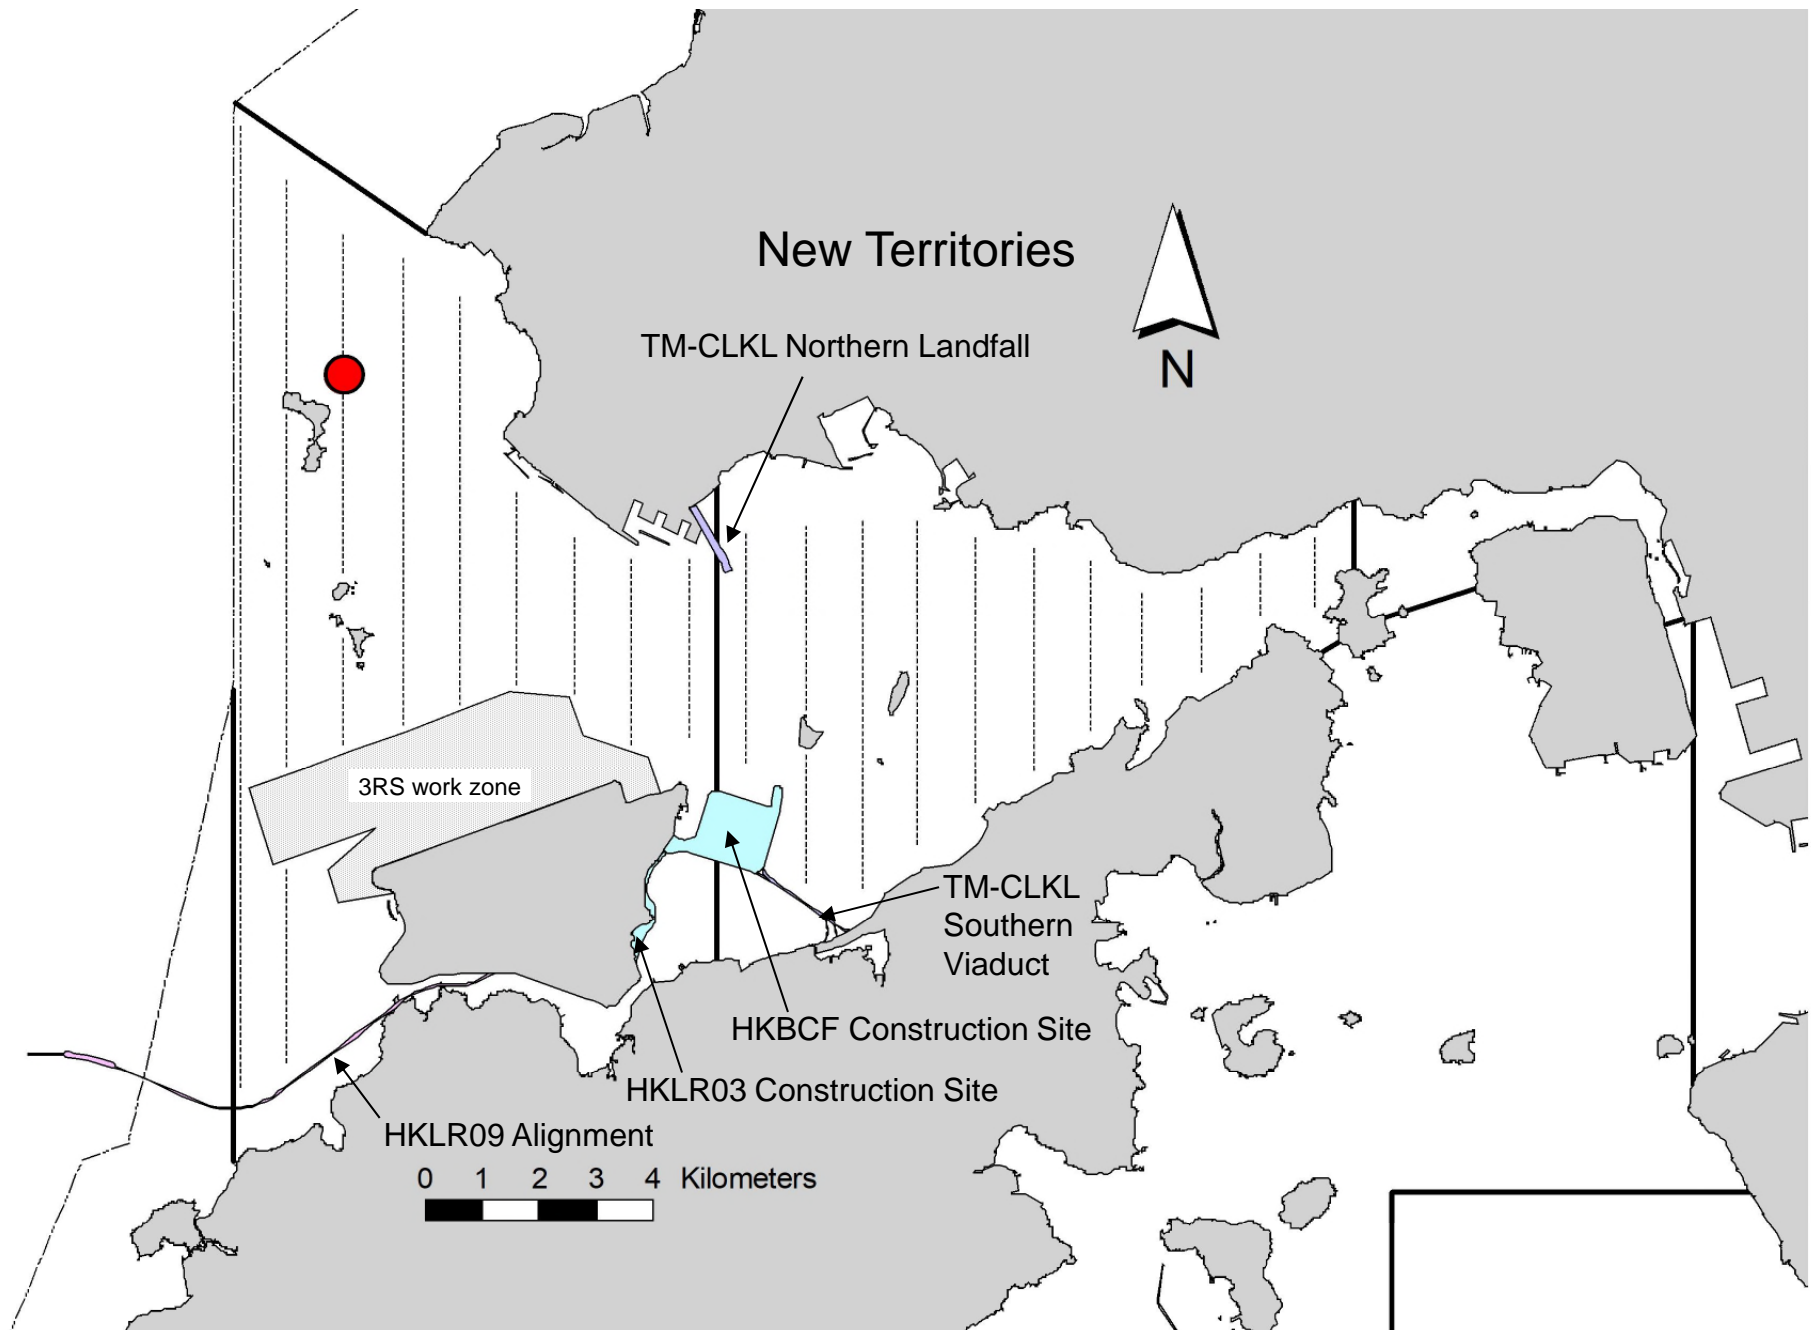 New Territories
TM-CLKL Northern Landfall
N
3RS work zone
TM-CLKL
Southern
Viaduct
HKBCF Construction Site
HKLR03 Construction Site
HKLR09 Alignment
0 1 2 3 4 Kilometers